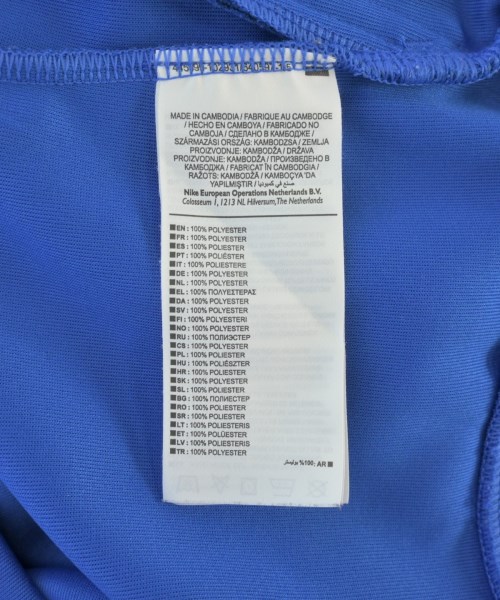 MADE IN CAMBODIA / FABRIQUE AU CAMBODGE
/ HECHO EN CAMBOYA / FABRICADO NO
CAMBOJA / СДЕЛАНО В КАМБОДЖЕ /
SZÁRMAZÁSI ORSZÁG: KAMBODZSA / ZEMLJA
PROIZVODNJE: KAMBODŽA / DRŽAVA
PROIZVODNJE: KAMBODŽA / ПРОИЗВЕДЕНО В
КАМБОДЖА / FABRICAT ÎN CAMBODGIA /
RAŽOTS: KAMBODŽĀ / KAMBOÇYA'DA
YAPILMIŞTIR / صنع في كمبوديا
Nike European Operations Netherlands B.V.
Colosseum 1, 1213 NL Hilversum, The Netherlands
EN : 100% POLYESTER
FR : 100% POLYESTER
ES : 100% POLIÉSTER
PT : 100% POLIÉSTER
IT : 100% POLIESTERE
DE : 100% POLYESTER
NL : 100% POLYESTER
EL : 100% ΠΟΛΥΕΣΤΕΡΑΣ
DA : 100% POLYESTER
SV : 100% POLYESTER
FI : 100% POLYESTERI
NO : 100% POLYESTER
RU : 100% ПОЛИЭСТЕР
CS : 100% POLYESTER
PL : 100% POLIESTER
HU : 100% POLIÉSZTER
HR : 100% POLIESTER
SK : 100% POLYESTER
SL : 100% POLIESTER
BG : 100% ПОЛИЕСТЕР
RO : 100% POLIESTER
SR : 100% POLIESTER
LT : 100% POLIESTERIS
ET : 100% POLÜESTER
LV : 100% POLIESTERIS
TR : 100% POLYESTER
AR : 100% بوليستر